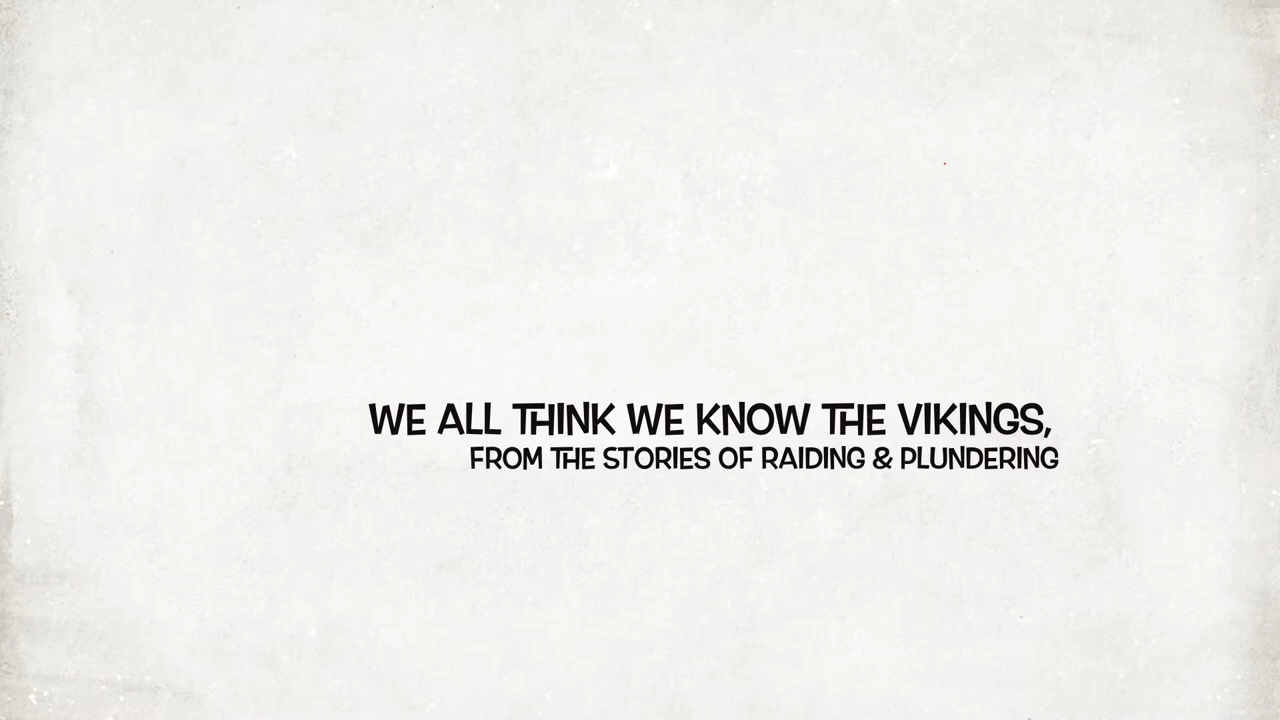 WE ALL THINK WE KNOW THE VIKINGS,
FROM THE STORIES OF RAIDING & PLUNDERING